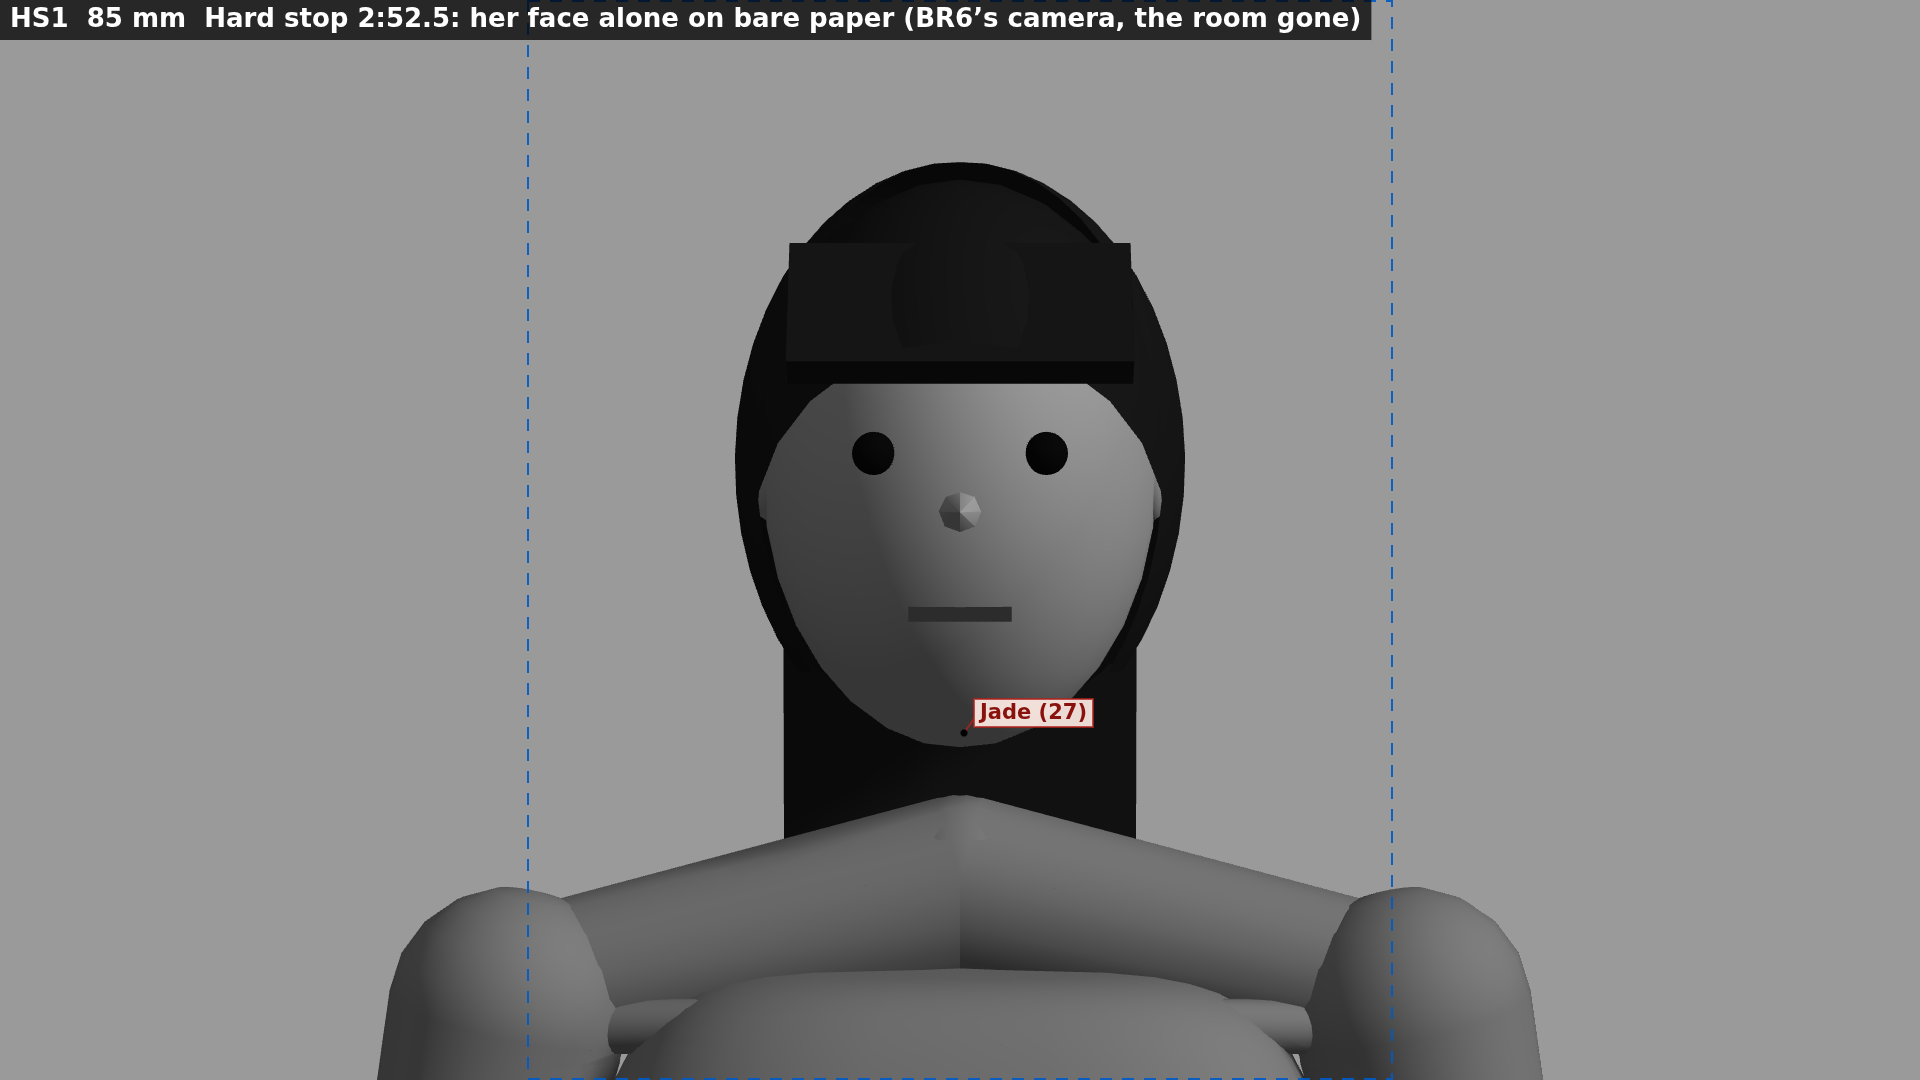 HS1  85 mm  Hard stop 2:52.5: her face alone on bare paper (BR6’s camera, the room gone)
Jade (27)